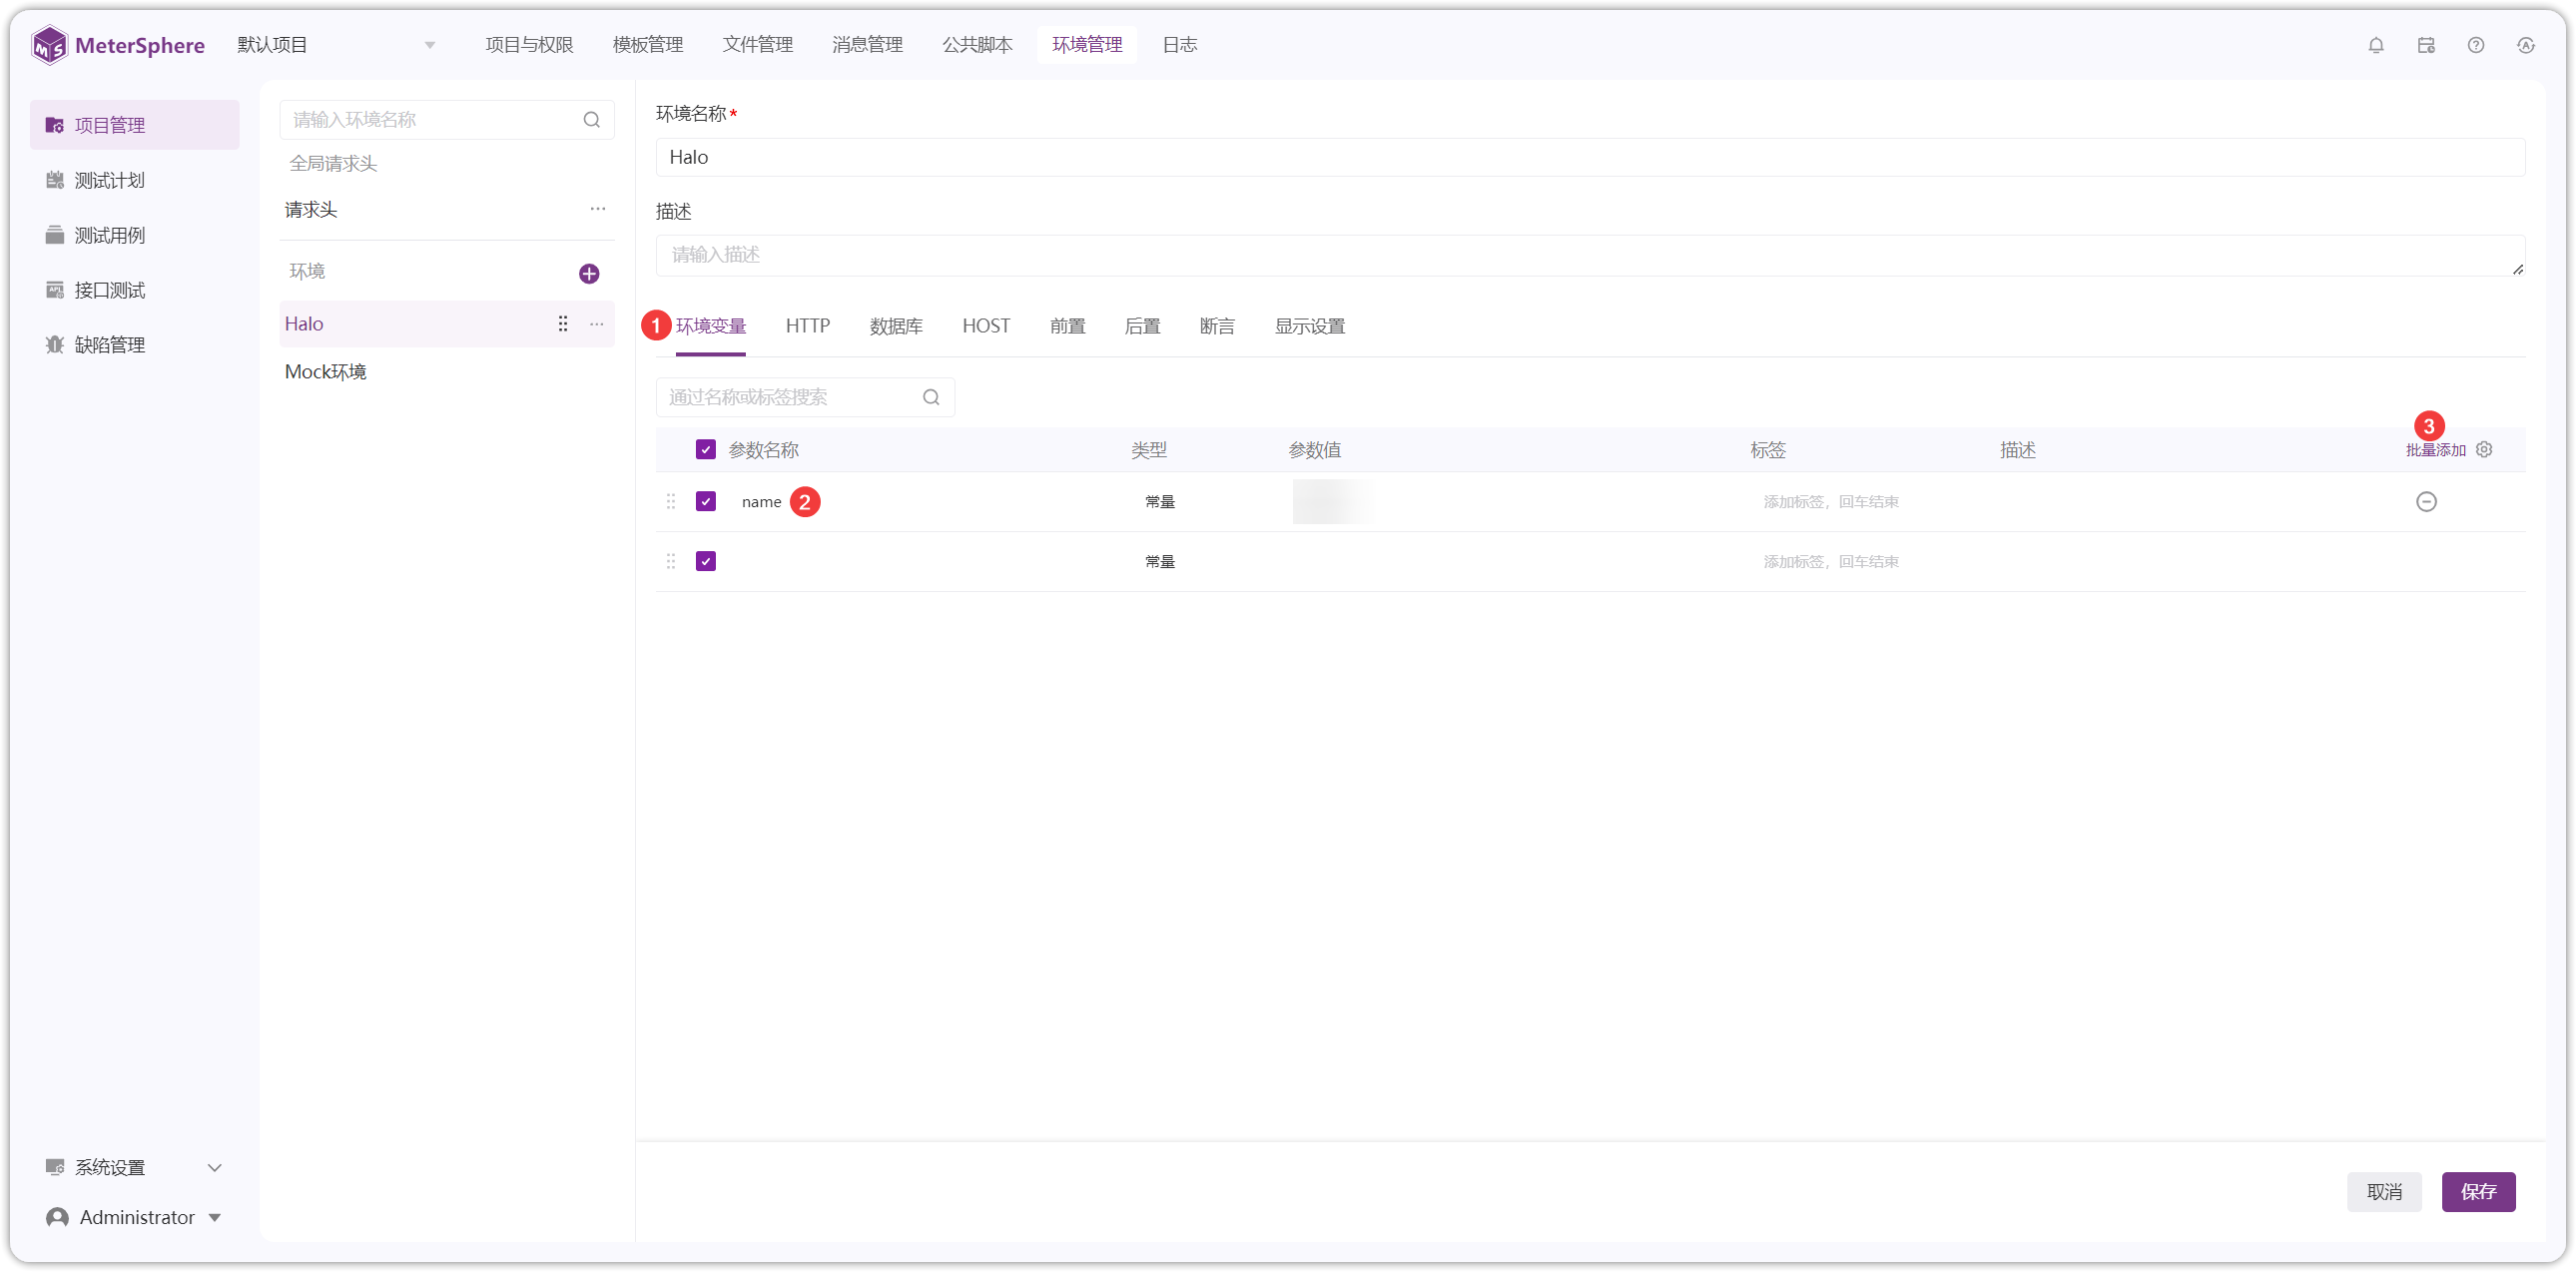 MeterSphere 默认项目 项目与权限 模板管理 文件管理 消息管理 公共脚本 环境管理 日志
项目管理
测试计划
测试用例
接口测试
缺陷管理
系统设置
Administrator
请输入环境名称
全局请求头
请求头
环境
Halo
Mock环境
环境名称*
Halo
描述
请输入描述
1 环境变量 HTTP 数据库 HOST 前置 后置 断言 显示设置
通过名称或标签搜索
3
参数名称 类型 参数值 标签 描述 批量添加
name 2 常量 添加标签，回车结束
常量 添加标签，回车结束
取消 保存